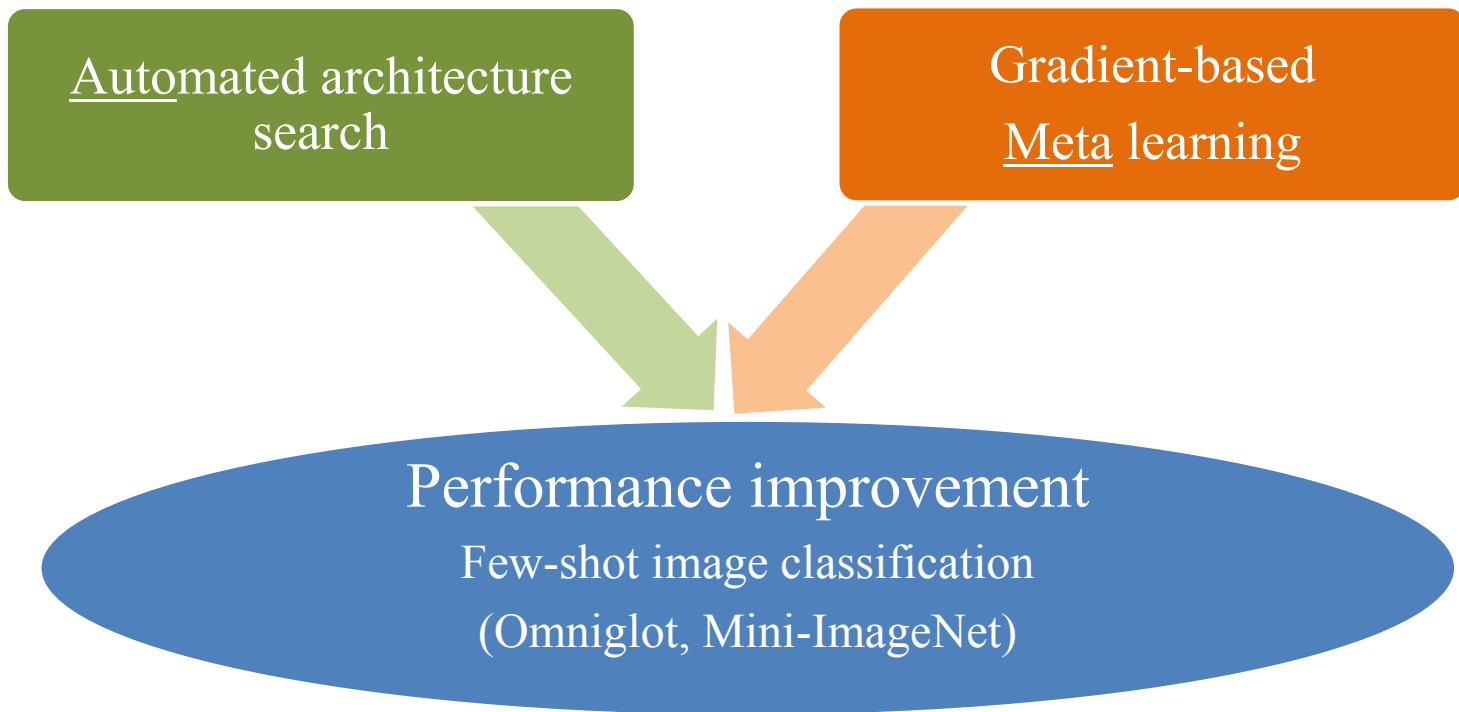 Automated architecture
search
Gradient-based
Meta learning
Performance improvement
Few-shot image classification
(Omniglot, Mini-ImageNet)